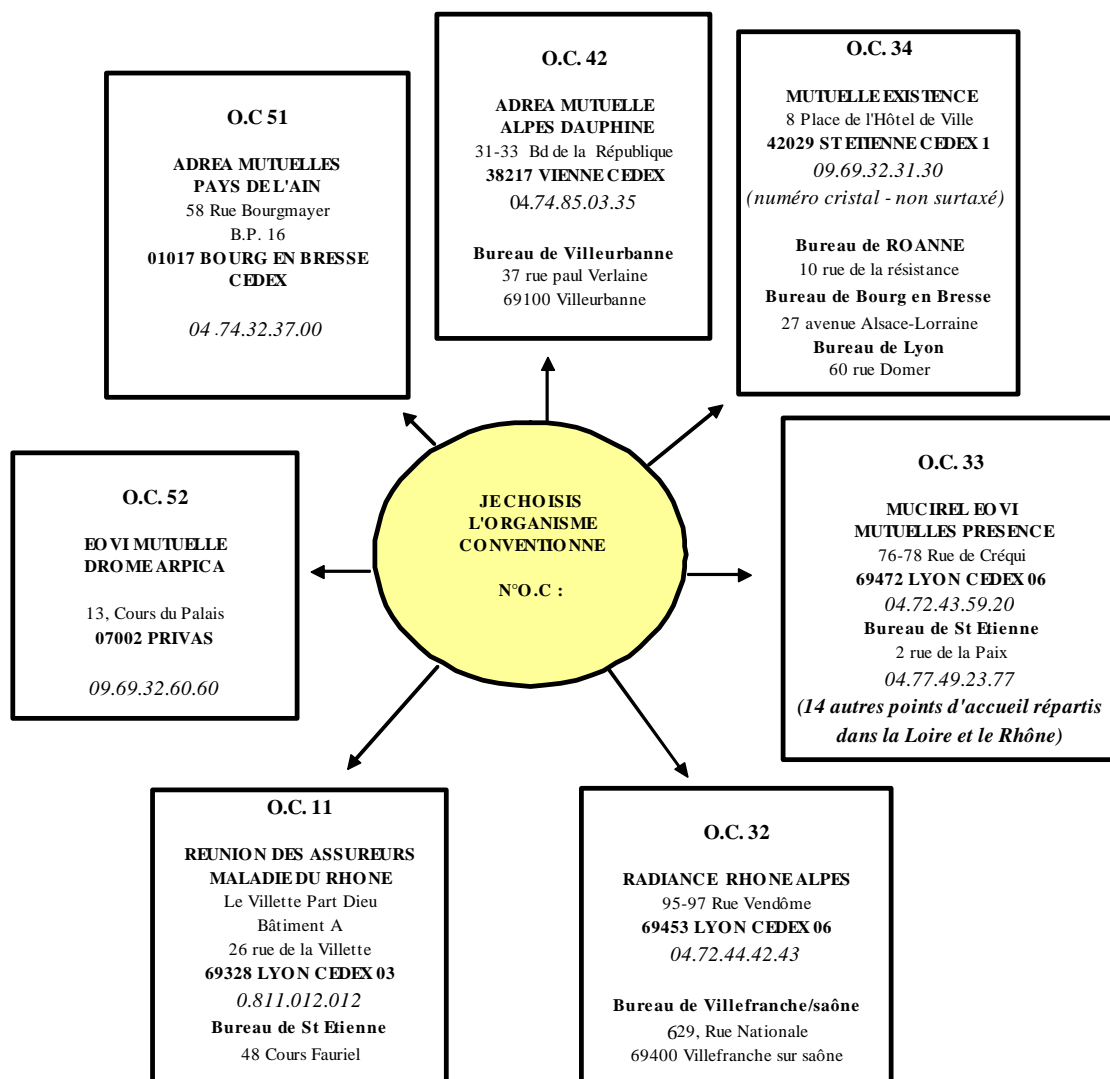 O.C 51
ADREA MUTUELLES
PAYS DE L'AIN
58 Rue Bourgmayer
B.P. 16
01017 BOURG EN BRESSE
CEDEX
04 .74.32.37.00
O.C. 42
ADREA MUTUELLE
ALPES DAUPHINE
31-33 Bd de la République
38217 VIENNE CEDEX
04.74.85.03.35
Bureau de Villeurbanne
37 rue paul Verlaine
69100 Villeurbanne
O.C. 34
MUTUELLE EXISTENCE
8 Place de l'Hôtel de Ville
42029 ST ETIENNE CEDEX 1
09.69.32.31.30
(numéro cristal - non surtaxé)
Bureau de ROANNE
10 rue de la résistance
Bureau de Bourg en Bresse
27 avenue Alsace-Lorraine
Bureau de Lyon
60 rue Domer
O.C. 52
EOVI MUTUELLE
DROME ARPICA
13, Cours du Palais
07002 PRIVAS
09.69.32.60.60
JE CHOISIS
L'ORGANISME
CONVENTIONNE
N°O.C :
O.C. 33
MUCIREL EOVI
MUTUELLES PRESENCE
76-78 Rue de Créqui
69472 LYON CEDEX 06
04.72.43.59.20
Bureau de St Etienne
2 rue de la Paix
04.77.49.23.77
(14 autres points d'accueil répartis
dans la Loire et le Rhône)
O.C. 11
REUNION DES ASSUREURS
MALADIE DU RHONE
Le Villette Part Dieu
Bâtiment A
26 rue de la Villette
69328 LYON CEDEX 03
0.811.012.012
Bureau de St Etienne
48 Cours Fauriel
O.C. 32
RADIANCE RHONE ALPES
95-97 Rue Vendôme
69453 LYON CEDEX 06
04.72.44.42.43
Bureau de Villefranche/saône
629, Rue Nationale
69400 Villefranche sur saône